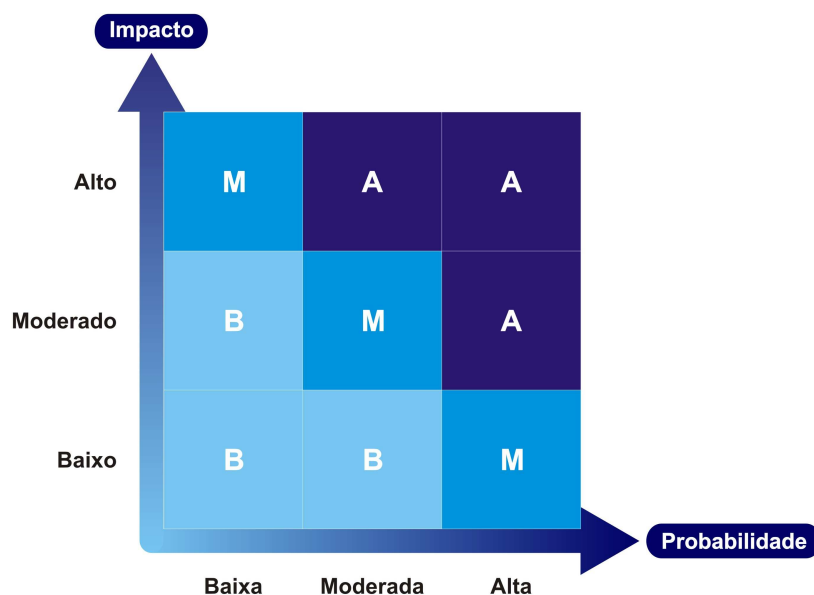 Impacto
Alto M A A
Moderado B M A
Baixo B B M
Probabilidade
Baixa Moderada Alta